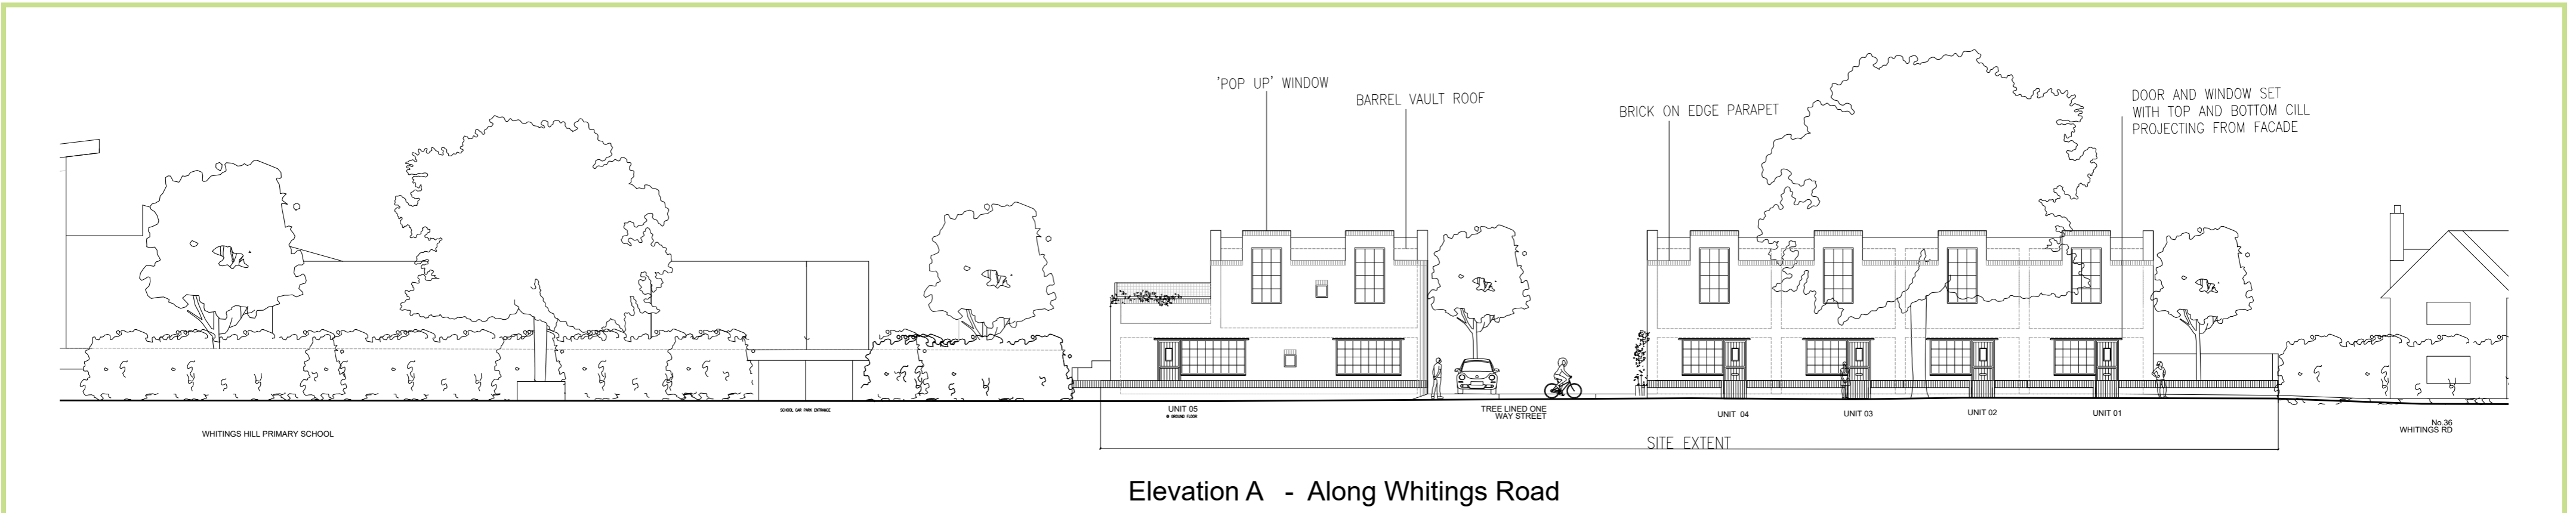 'POP UP' WINDOW
BARREL VAULT ROOF
BRICK ON EDGE PARAPET
DOOR AND WINDOW SET
WITH TOP AND BOTTOM CILL
PROJECTING FROM FACADE
WHITINGS HILL PRIMARY SCHOOL
SCHOOL CAR PARK ENTRANCE
UNIT 05
@ GROUND FLOOR
TREE LINED ONE
WAY STREET
UNIT 04
UNIT 03
UNIT 02
UNIT 01
No.36
WHITINGS RD
SITE EXTENT
Elevation A - Along Whitings Road